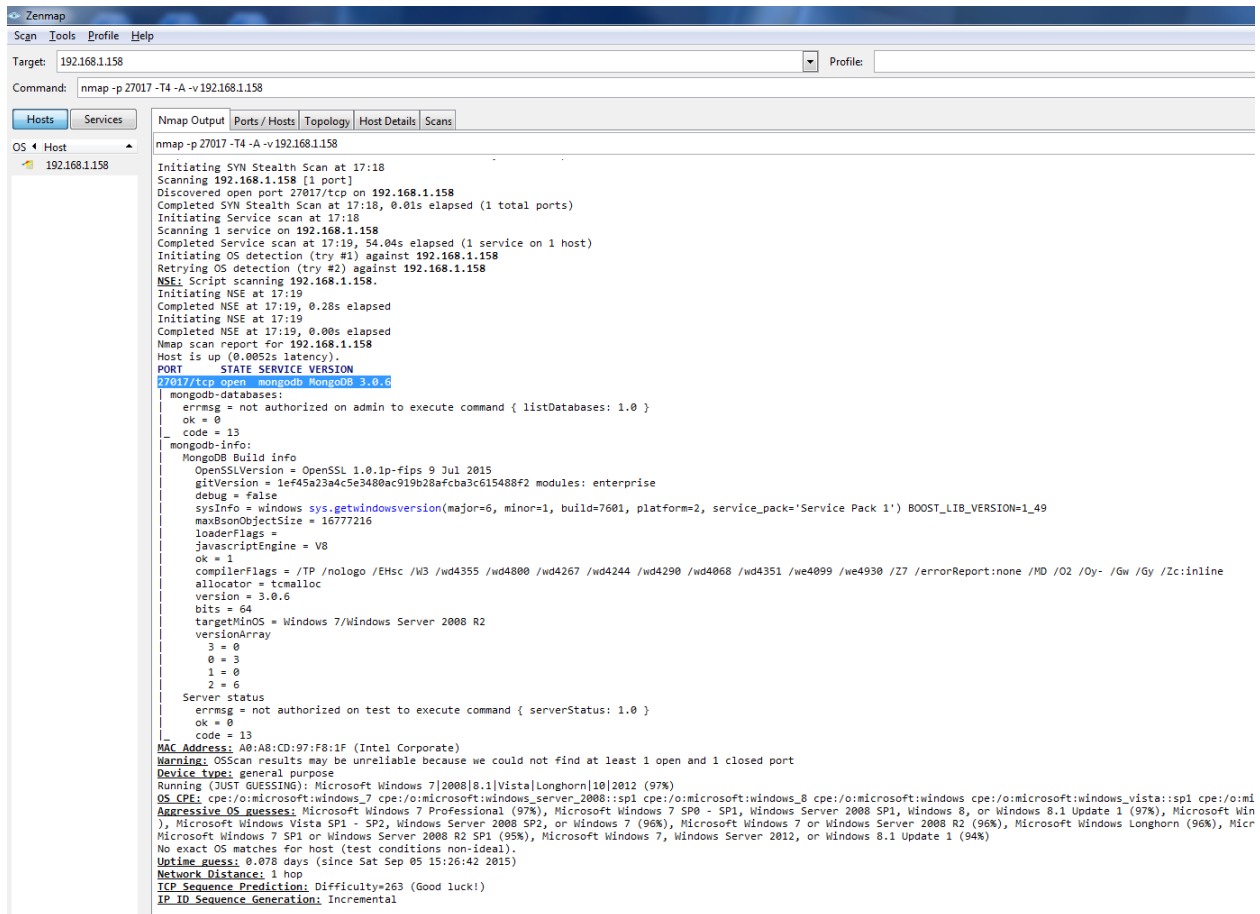 Zenmap
Scan Tools Profile Help
Target: 192.168.1.158 Profile:
Command: nmap -p 27017 -T4 -A -v 192.168.1.158
Hosts Services Nmap Output Ports / Hosts Topology Host Details Scans
OS Host
192.168.1.158
nmap -p 27017 -T4 -A -v 192.168.1.158
Initiating SYN Stealth Scan at 17:18
Scanning 192.168.1.158 [1 port]
Discovered open port 27017/tcp on 192.168.1.158
Completed SYN Stealth Scan at 17:18, 0.01s elapsed (1 total ports)
Initiating Service scan at 17:18
Scanning 1 service on 192.168.1.158
Completed Service scan at 17:19, 54.04s elapsed (1 service on 1 host)
Initiating OS detection (try #1) against 192.168.1.158
Retrying OS detection (try #2) against 192.168.1.158
NSE: Script scanning 192.168.1.158.
Initiating NSE at 17:19
Completed NSE at 17:19, 0.28s elapsed
Initiating NSE at 17:19
Completed NSE at 17:19, 0.00s elapsed
Nmap scan report for 192.168.1.158
Host is up (0.0052s latency).
PORT STATE SERVICE VERSION
27017/tcp open mongodb MongoDB 3.0.6
| mongodb-databases:
|   errmsg = not authorized on admin to execute command { listDatabases: 1.0 }
|   ok = 0
|_  code = 13
| mongodb-info:
|   MongoDB Build info
|     OpenSSLVersion = OpenSSL 1.0.1p-fips 9 Jul 2015
|     gitVersion = 1ef45a23a4c5e3480ac919b28afcba3c615488f2 modules: enterprise
|     debug = false
|     sysInfo = windows sys.getwindowsversion(major=6, minor=1, build=7601, platform=2, service_pack='Service Pack 1') BOOST_LIB_VERSION=1_49
|     maxBsonObjectSize = 16777216
|     loaderFlags =
|     javascriptEngine = V8
|     ok = 1
|     compilerFlags = /TP /nologo /EHsc /W3 /wd4355 /wd4800 /wd4267 /wd4244 /wd4290 /wd4068 /wd4351 /we4099 /we4930 /Z7 /errorReport:none /MD /O2 /Oy- /Gw /Gy /Zc:inline
|     allocator = tcmalloc
|     version = 3.0.6
|     bits = 64
|     targetMinOS = Windows 7/Windows Server 2008 R2
|     versionArray
|       3 = 0
|       0 = 3
|       1 = 0
|       2 = 6
|   Server status
|     errmsg = not authorized on test to execute command { serverStatus: 1.0 }
|     ok = 0
|_    code = 13
MAC Address: A0:A8:CD:97:F8:1F (Intel Corporate)
Warning: OSScan results may be unreliable because we could not find at least 1 open and 1 closed port
Device type: general purpose
Running (JUST GUESSING): Microsoft Windows 7|2008|8.1|Vista|Longhorn|10|2012 (97%)
OS CPE: cpe:/o:microsoft:windows_7 cpe:/o:microsoft:windows_server_2008::sp1 cpe:/o:microsoft:windows_8 cpe:/o:microsoft:windows cpe:/o:microsoft:windows_vista::sp1 cpe:/o:mi
Aggressive OS guesses: Microsoft Windows 7 Professional (97%), Microsoft Windows 7 SP0 - SP1, Windows Server 2008 SP1, Windows 8, or Windows 8.1 Update 1 (97%), Microsoft Win
), Microsoft Windows Vista SP1 - SP2, Windows Server 2008 SP2, or Windows 7 (96%), Microsoft Windows 7 or Windows Server 2008 R2 (96%), Microsoft Windows Longhorn (96%), Micr
Microsoft Windows 7 SP1 or Windows Server 2008 R2 SP1 (95%), Microsoft Windows 7, Windows Server 2012, or Windows 8.1 Update 1 (94%)
No exact OS matches for host (test conditions non-ideal).
Uptime guess: 0.078 days (since Sat Sep 05 15:26:42 2015)
Network Distance: 1 hop
TCP Sequence Prediction: Difficulty=263 (Good luck!)
IP ID Sequence Generation: Incremental